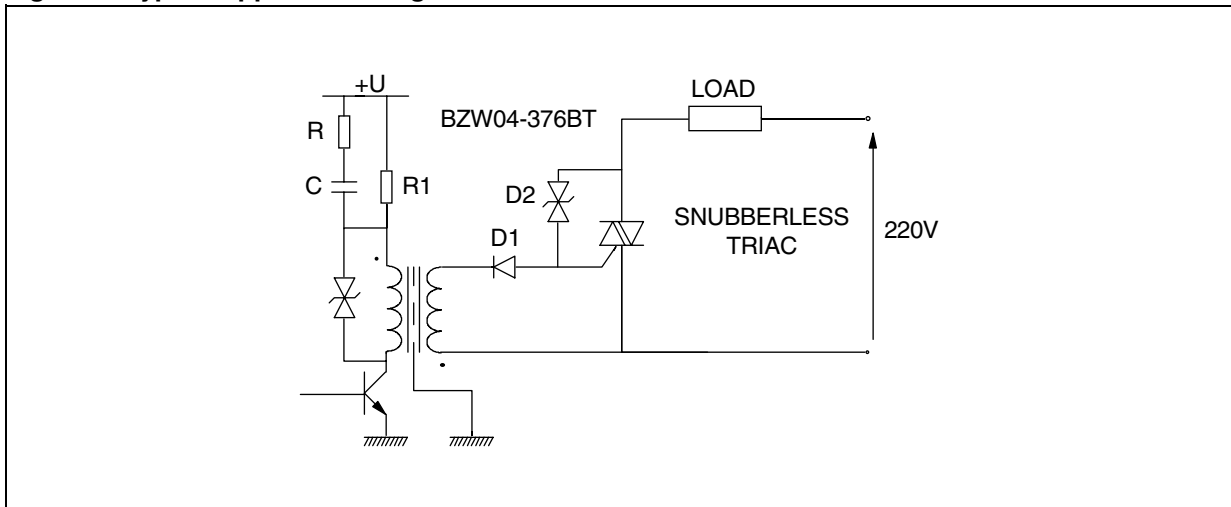 +U
BZW04-376BT
LOAD
R
C
R1
D2
D1
SNUBBERLESS
TRIAC
220V